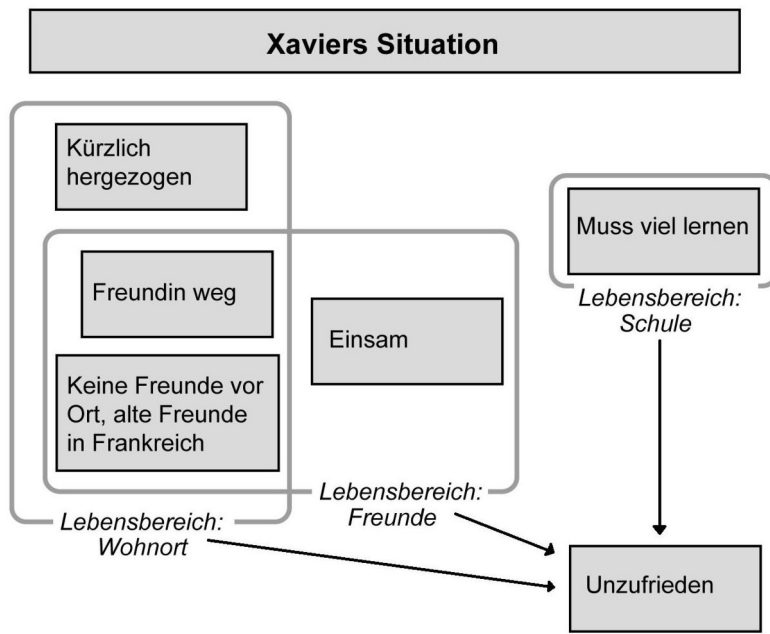 Xaviers Situation
Kürzlich
hergezogen
Freundin weg
Keine Freunde vor
Ort, alte Freunde
in Frankreich
Lebensbereich:
Wohnort
Einsam
Lebensbereich:
Freunde
Muss viel lernen
Lebensbereich:
Schule
Unzufrieden